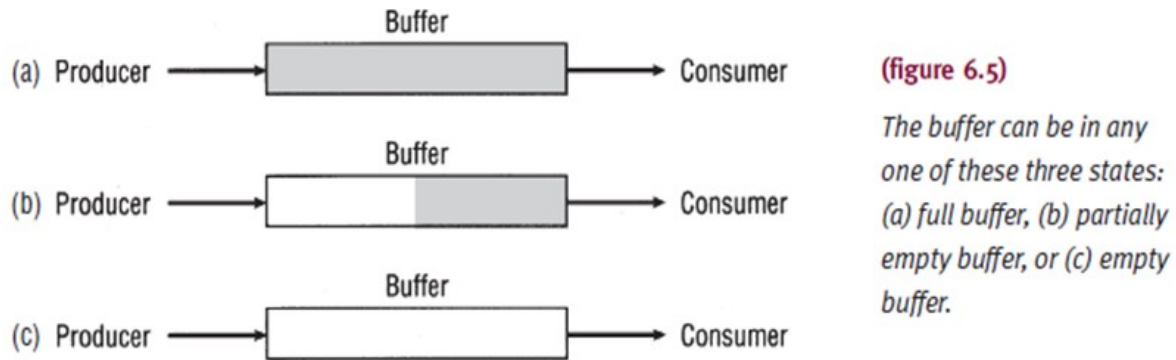 Buffer
(a) Producer
Consumer
Buffer
(b) Producer
Consumer
Buffer
(c) Producer
Consumer
(figure 6.5)
The buffer can be in any
one of these three states:
(a) full buffer, (b) partially
empty buffer, or (c) empty
buffer.